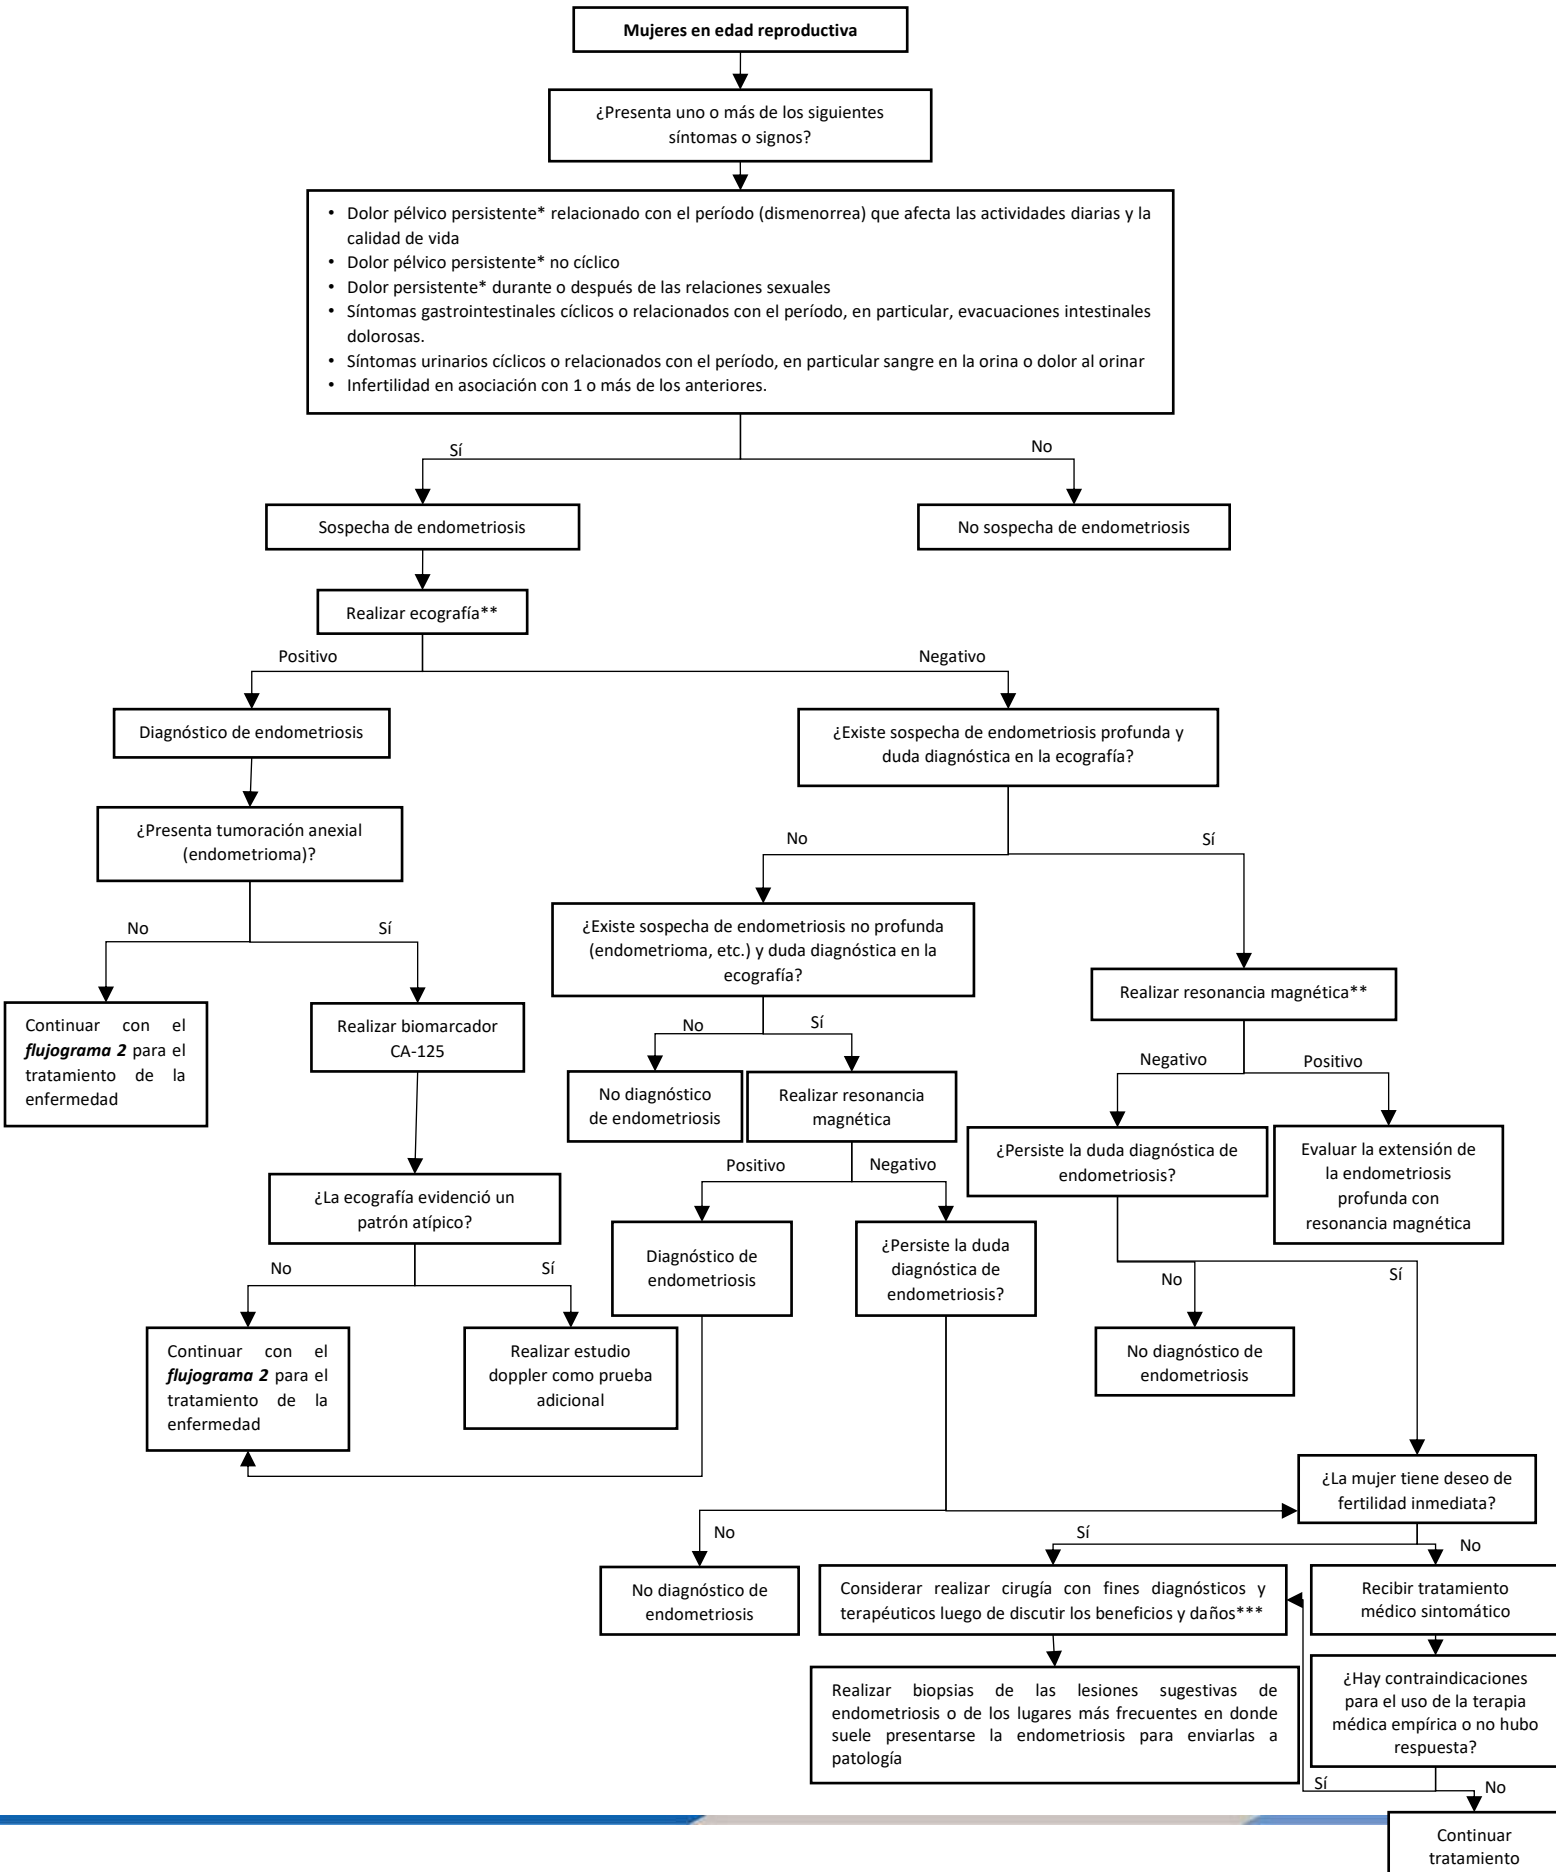 Mujeres en edad reproductiva
¿Presenta uno o más de los siguientes
síntomas o signos?
• Dolor pélvico persistente* relacionado con el período (dismenorrea) que afecta las actividades diarias y la
calidad de vida
• Dolor pélvico persistente* no cíclico
• Dolor persistente* durante o después de las relaciones sexuales
• Síntomas gastrointestinales cíclicos o relacionados con el período, en particular, evacuaciones intestinales
dolorosas.
• Síntomas urinarios cíclicos o relacionados con el período, en particular sangre en la orina o dolor al orinar
• Infertilidad en asociación con 1 o más de los anteriores.
Sí
No
Sospecha de endometriosis
No sospecha de endometriosis
Realizar ecografía**
Positivo
Negativo
Diagnóstico de endometriosis
¿Existe sospecha de endometriosis profunda y
duda diagnóstica en la ecografía?
¿Presenta tumoración anexial
(endometrioma)?
No
Sí
No
Sí
¿Existe sospecha de endometriosis no profunda
(endometrioma, etc.) y duda diagnóstica en la
ecografía?
Realizar resonancia magnética**
Continuar con el
flujograma 2 para el
tratamiento de la
enfermedad
Realizar biomarcador
CA-125
No
Sí
Negativo
Positivo
No diagnóstico
de endometriosis
Realizar resonancia
magnética
¿Persiste la duda diagnóstica de
endometriosis?
Evaluar la extensión de
la endometriosis
profunda con
resonancia magnética
Positivo
Negativo
¿La ecografía evidenció un
patrón atípico?
Diagnóstico de
endometriosis
¿Persiste la duda
diagnóstica de
endometriosis?
No
Sí
No
Sí
Continuar con el
flujograma 2 para el
tratamiento de la
enfermedad
Realizar estudio
doppler como prueba
adicional
No diagnóstico de
endometriosis
¿La mujer tiene deseo de
fertilidad inmediata?
No
Sí
No
No diagnóstico de
endometriosis
Considerar realizar cirugía con fines diagnósticos y
terapéuticos luego de discutir los beneficios y daños***
Recibir tratamiento
médico sintomático
Realizar biopsias de las lesiones sugestivas de
endometriosis o de los lugares más frecuentes en donde
suele presentarse la endometriosis para enviarlas a
patología
¿Hay contraindicaciones
para el uso de la terapia
médica empírica o no hubo
respuesta?
Sí
No
Continuar
tratamiento